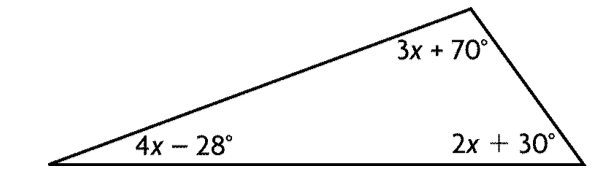 3x + 70°
4x − 28°
2x + 30°